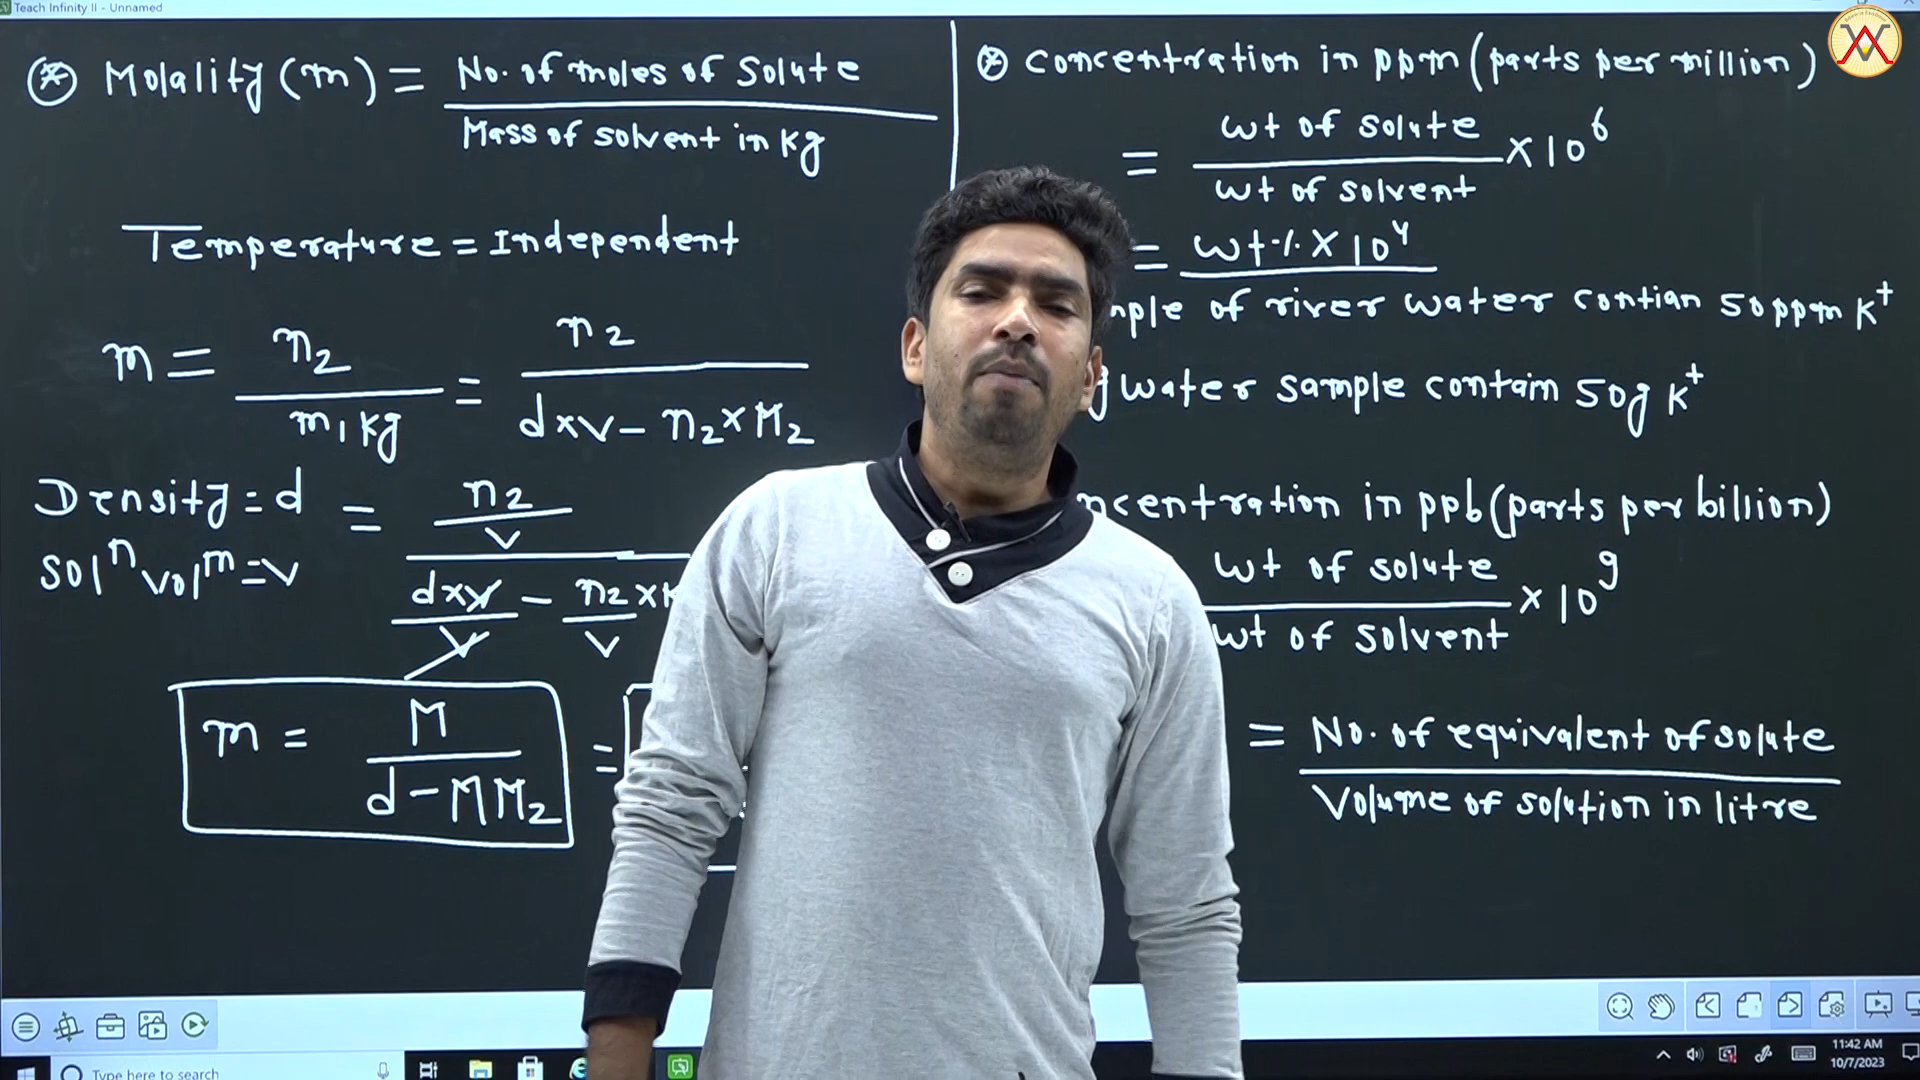 Teach Infinity II - Unnamed
Molality (m) = No. of moles of solute
Mass of solvent in kg
Temperature = Independent
m = n2 = n2
m1 kg d×v − n2×M2
Density = d = n2
v
Soln volm = v
d×v − n2×
v v
m = M =
d − MM2
Concentration in ppm (parts per million)
= wt of solute × 10^6
wt of solvent
= wt·/. × 10^4
of river water contian 50ppm K+
water sample contain 50g K+
in ppb (parts per billion)
wt of solute × 10^9
wt of solvent
= No. of equivalent of solute
Volume of solution in litre
Type here to search
11:42 AM
10/7/2023